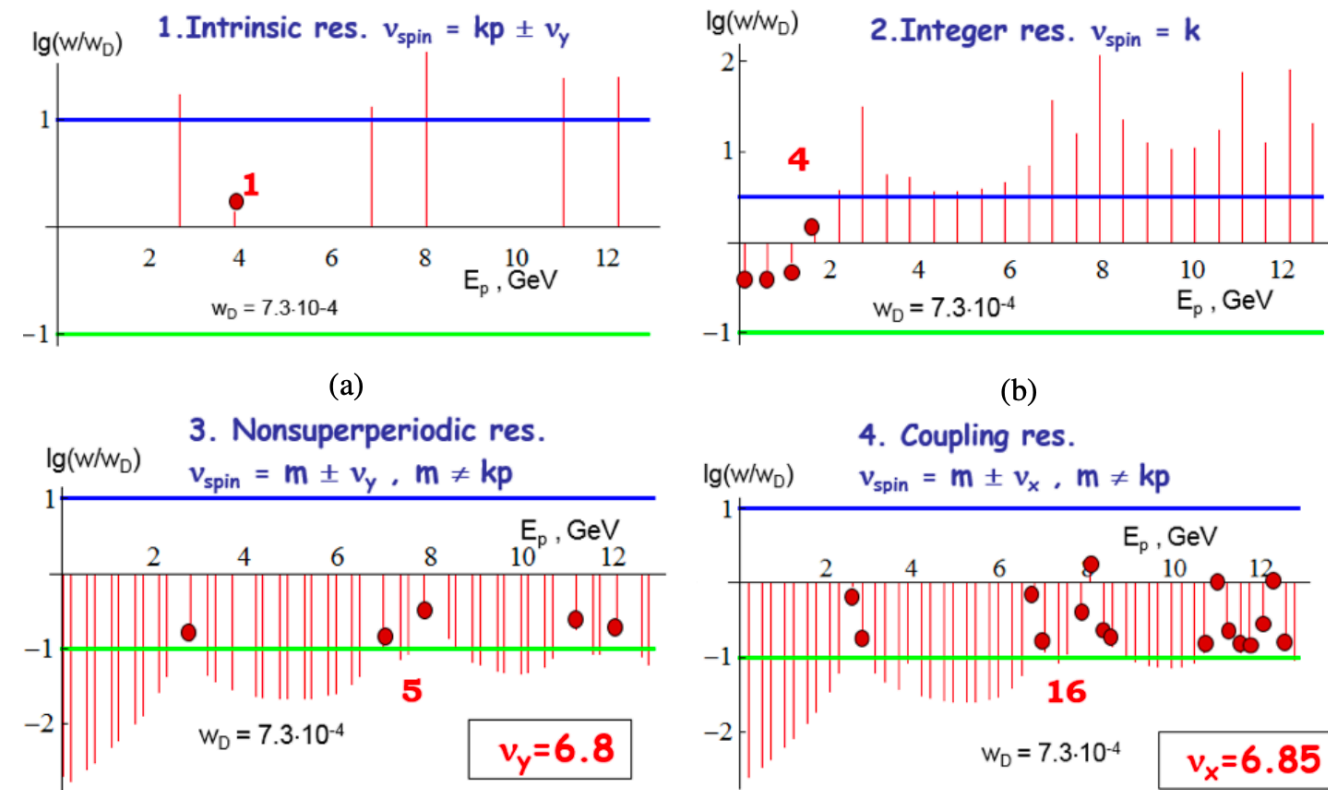 1.Intrinsic res. νspin = kp ± νy
lg(w/wD)
1
1
2 4 6 8 10 12
Ep , GeV
wD = 7.3·10-4
−1
(a)
2.Integer res. νspin = k
lg(w/wD)
2
1
4
2 4 6 8 10 12
Ep , GeV
wD = 7.3·10-4
−1
(b)
3. Nonsuperperiodic res.
νspin = m ± νy , m ≠ kp
lg(w/wD)
1
Ep , GeV
2 4 6 8 10 12
−1
5
−2
wD = 7.3·10-4
νy=6.8
4. Coupling res.
νspin = m ± νx , m ≠ kp
lg(w/wD)
1
Ep , GeV
2 4 6 8 10 12
−1
16
−2
wD = 7.3·10-4
νx=6.85